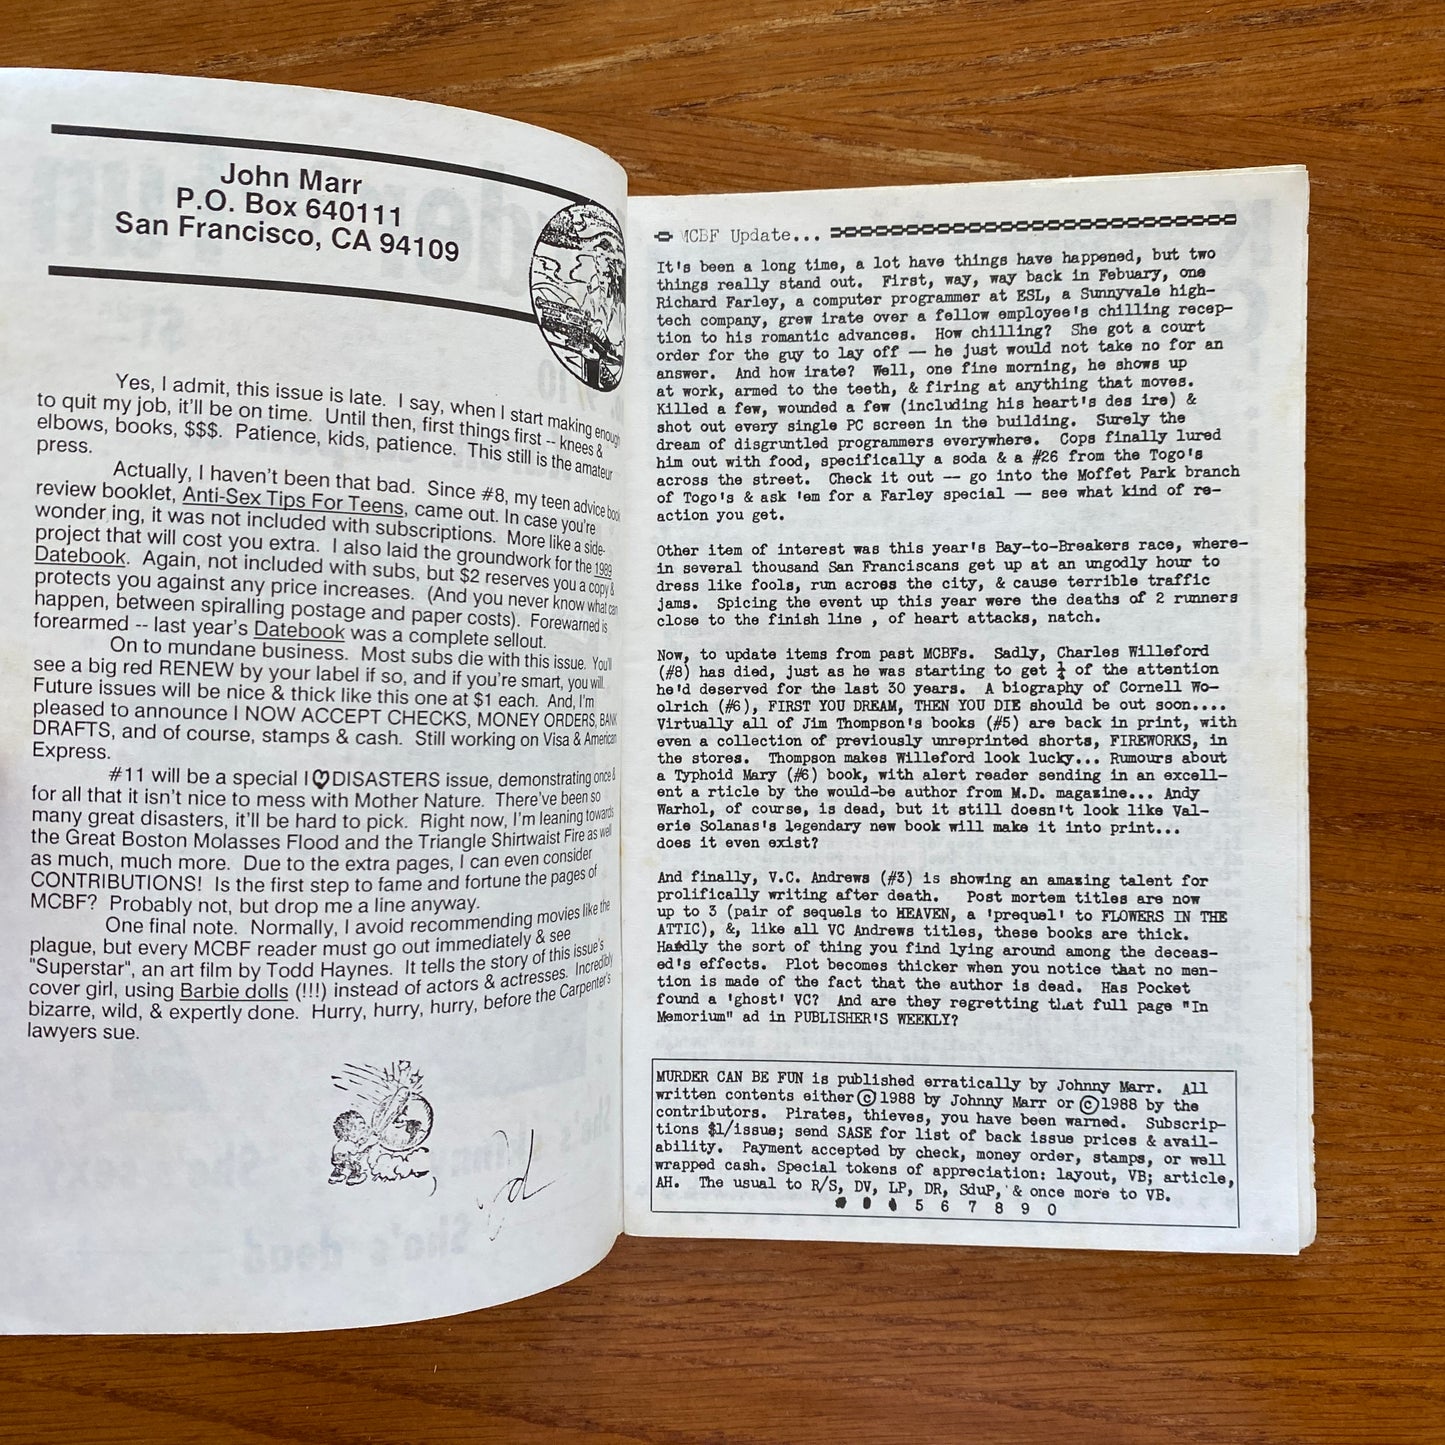 John Marr
P.O. Box 640111
San Francisco, CA 94109
Yes, I admit, this issue is late.  I say, when I start making enough
to quit my job, it'll be on time.  Until then, first things first -- knees &
elbows, books, $$$.  Patience, kids, patience.  This still is the amateur
press.
Actually, I haven't been that bad.  Since #8, my teen advice book
review booklet, Anti-Sex Tips For Teens, came out. In case you're
wonder ing, it was not included with subscriptions.  More like a side-
project that will cost you extra.  I also laid the groundwork for the 1989
Datebook.  Again, not included with subs, but $2 reserves you a copy &
protects you against any price increases.  (And you never know what can
happen, between spiralling postage and paper costs).  Forewarned is
forearmed -- last year's Datebook was a complete sellout.
On to mundane business.  Most subs die with this issue.  You'll
see a big red RENEW by your label if so, and if you're smart, you will.
Future issues will be nice & thick like this one at $1 each.  And, I'm
pleased to announce I NOW ACCEPT CHECKS, MONEY ORDERS, BANK
DRAFTS, and of course, stamps & cash.  Still working on Visa & American
Express.
#11 will be a special I ♥ DISASTERS issue, demonstrating once &
for all that it isn't nice to mess with Mother Nature.  There've been so
many great disasters, it'll be hard to pick.  Right now, I'm leaning towards
the Great Boston Molasses Flood and the Triangle Shirtwaist Fire as well
as much, much more.  Due to the extra pages, I can even consider
CONTRIBUTIONS!  Is the first step to fame and fortune the pages of
MCBF?  Probably not, but drop me a line anyway.
One final note.  Normally, I avoid recommending movies like the
plague, but every MCBF reader must go out immediately & see
"Superstar", an art film by Todd Haynes.  It tells the story of this issue's
cover girl, using Barbie dolls (!!!) instead of actors & actresses.  Incredibly
bizarre, wild, & expertly done.  Hurry, hurry, hurry, before the Carpenter's
lawyers sue.
MCBF Update...
It's been a long time, a lot have things have happened, but two
things really stand out.  First, way, way back in Febuary, one
Richard Farley, a computer programmer at ESL, a Sunnyvale high-
tech company, grew irate over a fellow employee's chilling recep-
tion to his romantic advances.  How chilling?  She got a court
order for the guy to lay off -- he just would not take no for an
answer.  And how irate?  Well, one fine morning, he shows up
at work, armed to the teeth, & firing at anything that moves.
Killed a few, wounded a few (including his heart's des ire) &
shot out every single PC screen in the building.  Surely the
dream of disgruntled programmers everywhere.  Cops finally lured
him out with food, specifically a soda & a #26 from the Togo's
across the street.  Check it out -- go into the Moffet Park branch
of Togo's & ask 'em for a Farley special -- see what kind of re-
action you get.
Other item of interest was this year's Bay-to-Breakers race, where-
in several thousand San Franciscans get up at an ungodly hour to
dress like fools, run across the city, & cause terrible traffic
jams.  Spicing the event up this year were the deaths of 2 runners
close to the finish line , of heart attacks, natch.
Now, to update items from past MCBFs.  Sadly, Charles Willeford
(#8) has died, just as he was starting to get ¼ of the attention
he'd deserved for the last 30 years.  A biography of Cornell Wo-
olrich (#6), FIRST YOU DREAM, THEN YOU DIE should be out soon....
Virtually all of Jim Thompson's books (#5) are back in print, with
even a collection of previously unreprinted shorts, FIREWORKS, in
the stores.  Thompson makes Willeford look lucky... Rumours about
a Typhoid Mary (#6) book, with alert reader sending in an excell-
ent a rticle by the would-be author from M.D. magazine... Andy
Warhol, of course, is dead, but it still doesn't look like Val-
erie Solanas's legendary new book will make it into print...
does it even exist?
And finally, V.C. Andrews (#3) is showing an amazing talent for
prolifically writing after death.  Post mortem titles are now
up to 3 (pair of sequels to HEAVEN, a 'prequel' to FLOWERS IN THE
ATTIC), &, like all VC Andrews titles, these books are thick.
Hardly the sort of thing you find lying around among the deceas-
ed's effects.  Plot becomes thicker when you notice that no men-
tion is made of the fact that the author is dead.  Has Pocket
found a 'ghost' VC?  And are they regretting that full page "In
Memorium" ad in PUBLISHER'S WEEKLY?
MURDER CAN BE FUN is published erratically by Johnny Marr.  All
written contents either ©1988 by Johnny Marr or ©1988 by the
contributors.  Pirates, thieves, you have been warned.  Subscrip-
tions $1/issue; send SASE for list of back issue prices & avail-
ability.  Payment accepted by check, money order, stamps, or well
wrapped cash. Special tokens of appreciation: layout, VB; article,
AH.  The usual to R/S, DV, LP, DR, SduP, & once more to VB.
5 6 7 8 9 0